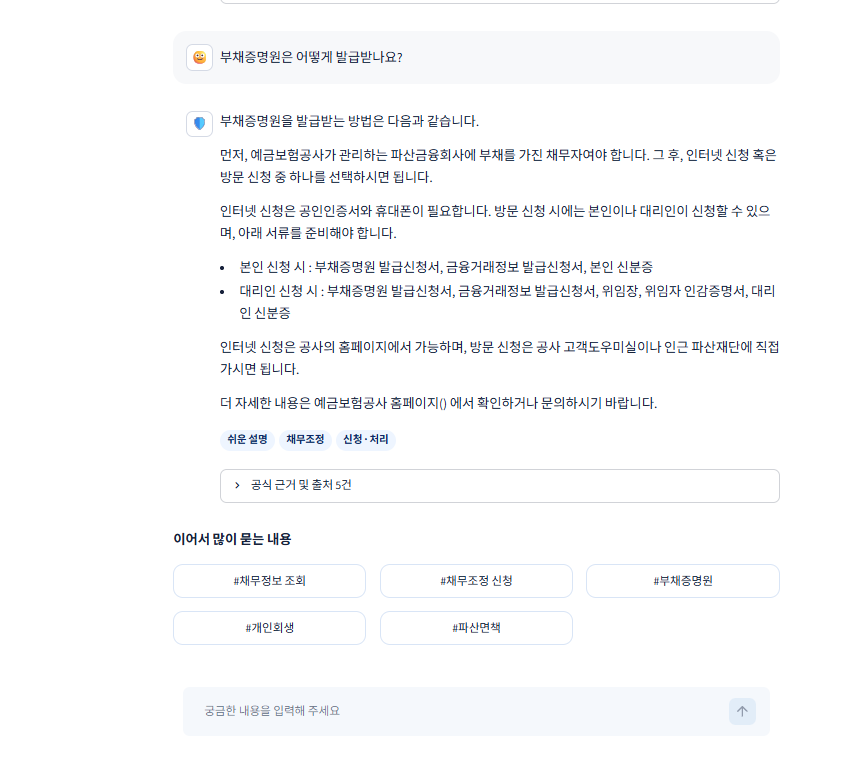 부채증명원은 어떻게 발급받나요?
부채증명원을 발급받는 방법은 다음과 같습니다.
먼저, 예금보험공사가 관리하는 파산금융회사에 부채를 가진 채무자여야 합니다. 그 후, 인터넷 신청 혹은
방문 신청 중 하나를 선택하시면 됩니다.
인터넷 신청은 공인인증서와 휴대폰이 필요합니다. 방문 신청 시에는 본인이나 대리인이 신청할 수 있으
며, 아래 서류를 준비해야 합니다.
• 본인 신청 시 : 부채증명원 발급신청서, 금융거래정보 발급신청서, 본인 신분증
• 대리인 신청 시 : 부채증명원 발급신청서, 금융거래정보 발급신청서, 위임장, 위임자 인감증명서, 대리
인 신분증
인터넷 신청은 공사의 홈페이지에서 가능하며, 방문 신청은 공사 고객도우미실이나 인근 파산재단에 직접
가시면 됩니다.
더 자세한 내용은 예금보험공사 홈페이지() 에서 확인하거나 문의하시기 바랍니다.
쉬운 설명 채무조정 신청·처리
공식 근거 및 출처 5건
이어서 많이 묻는 내용
#채무정보 조회 #채무조정 신청 #부채증명원
#개인회생 #파산면책
궁금한 내용을 입력해 주세요